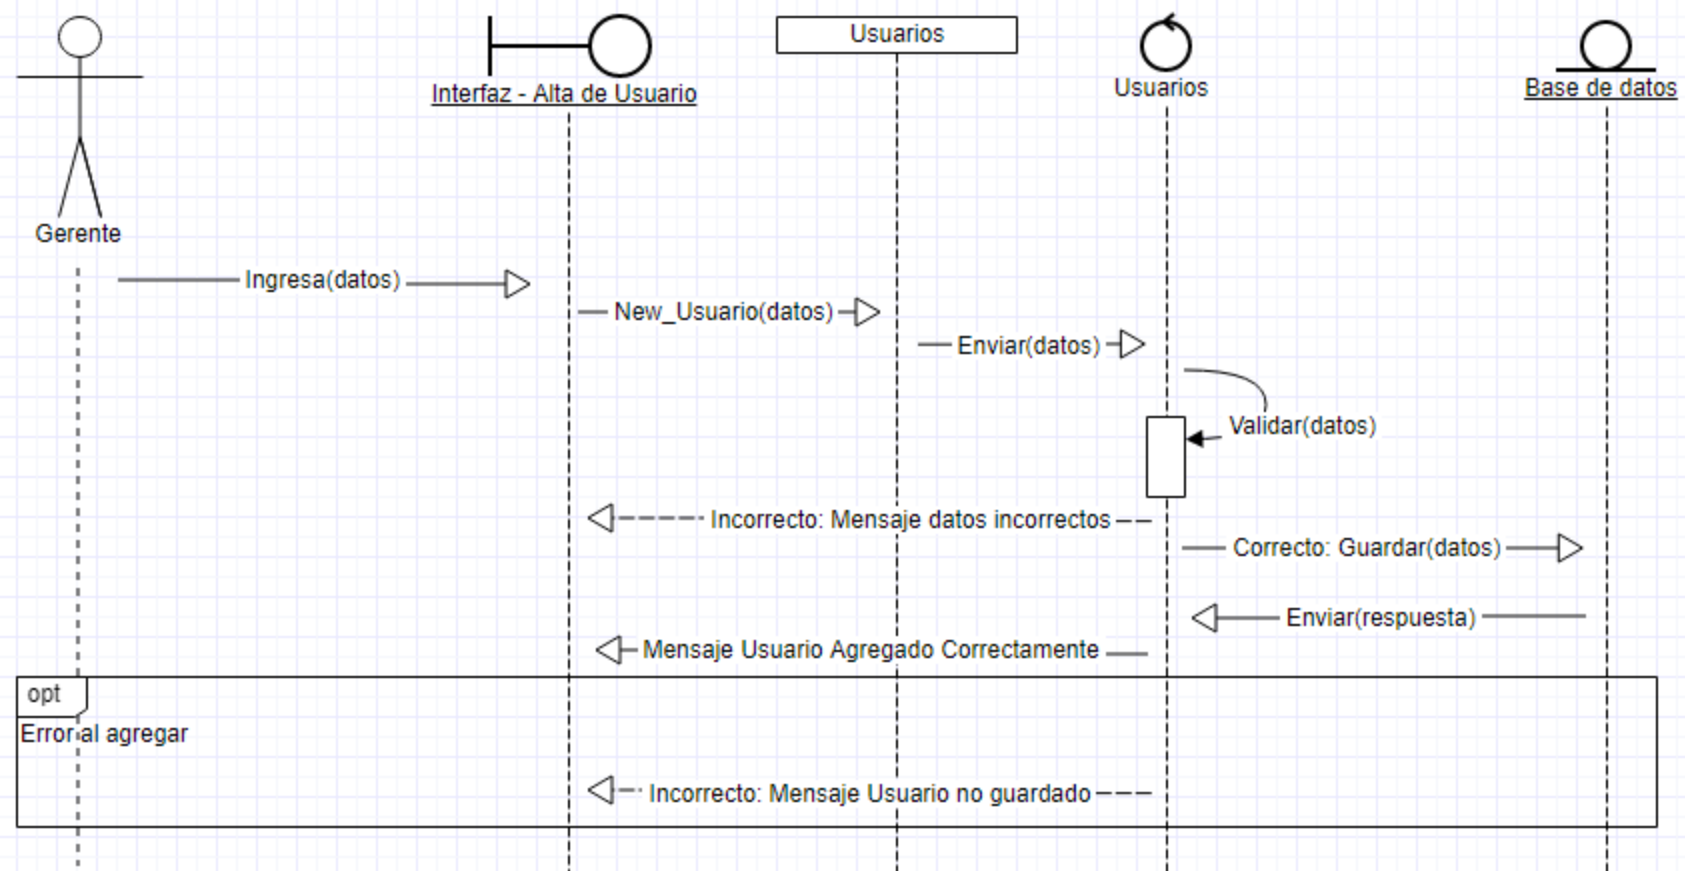 Usuarios
Interfaz - Alta de Usuario
Usuarios
Base de datos
Gerente
Ingresa(datos)
New_Usuario(datos)
Enviar(datos)
Validar(datos)
Incorrecto: Mensaje datos incorrectos
Correcto: Guardar(datos)
Enviar(respuesta)
Mensaje Usuario Agregado Correctamente
opt
Error al agregar
Incorrecto: Mensaje Usuario no guardado